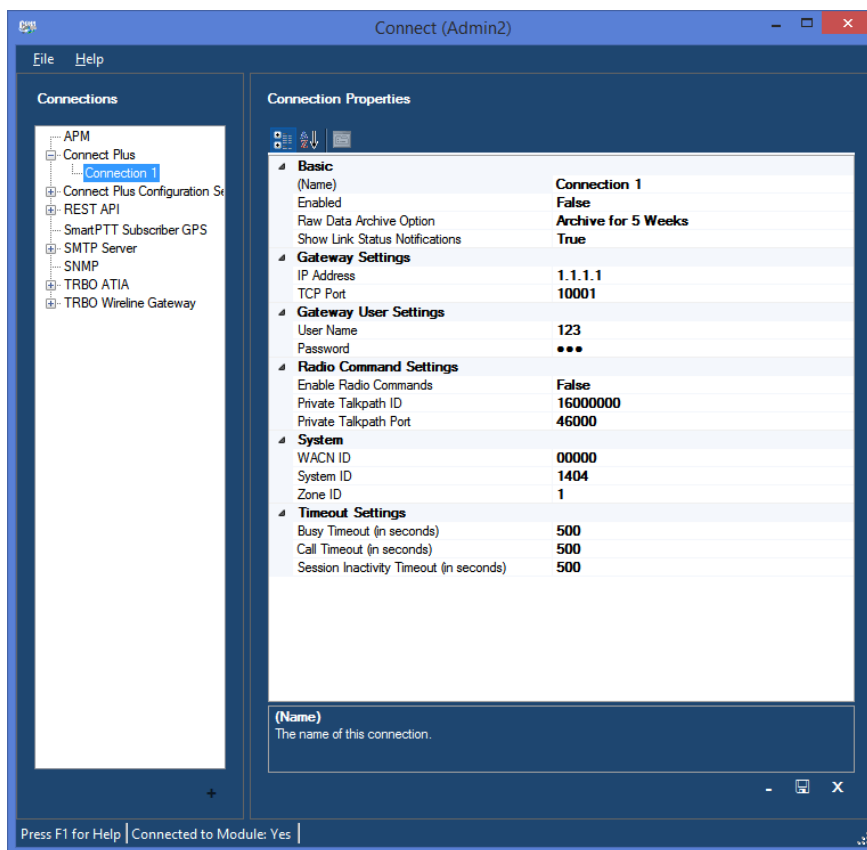 Connect (Admin2)
File Help
Connections
APM
Connect Plus
Connection 1
Connect Plus Configuration Se
REST API
SmartPTT Subscriber GPS
SMTP Server
SNMP
TRBO ATIA
TRBO Wireline Gateway
Connection Properties
Basic
(Name) Connection 1
Enabled False
Raw Data Archive Option Archive for 5 Weeks
Show Link Status Notifications True
Gateway Settings
IP Address 1.1.1.1
TCP Port 10001
Gateway User Settings
User Name 123
Password ●●●
Radio Command Settings
Enable Radio Commands False
Private Talkpath ID 16000000
Private Talkpath Port 46000
System
WACN ID 00000
System ID 1404
Zone ID 1
Timeout Settings
Busy Timeout (in seconds) 500
Call Timeout (in seconds) 500
Session Inactivity Timeout (in seconds) 500
(Name)
The name of this connection.
Press F1 for Help Connected to Module: Yes